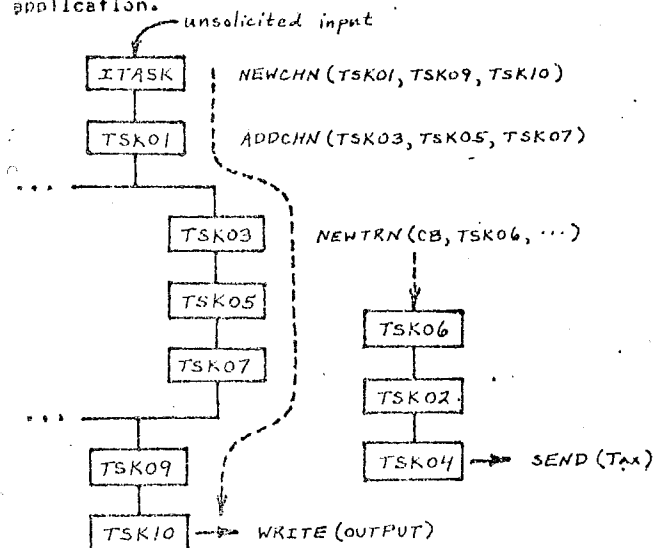 application.
unsolicited input
ITASK
NEWCHN (TSK01, TSK09, TSK10)
TSK01
ADDCHN (TSK03, TSK05, TSK07)
...
TSK03
NEWTRN (CB, TSK06, ...)
TSK05
TSK06
TSK07
TSK02
...
TSK09
TSK04
SEND (TAX)
TSK10
WRITE (OUTPUT)